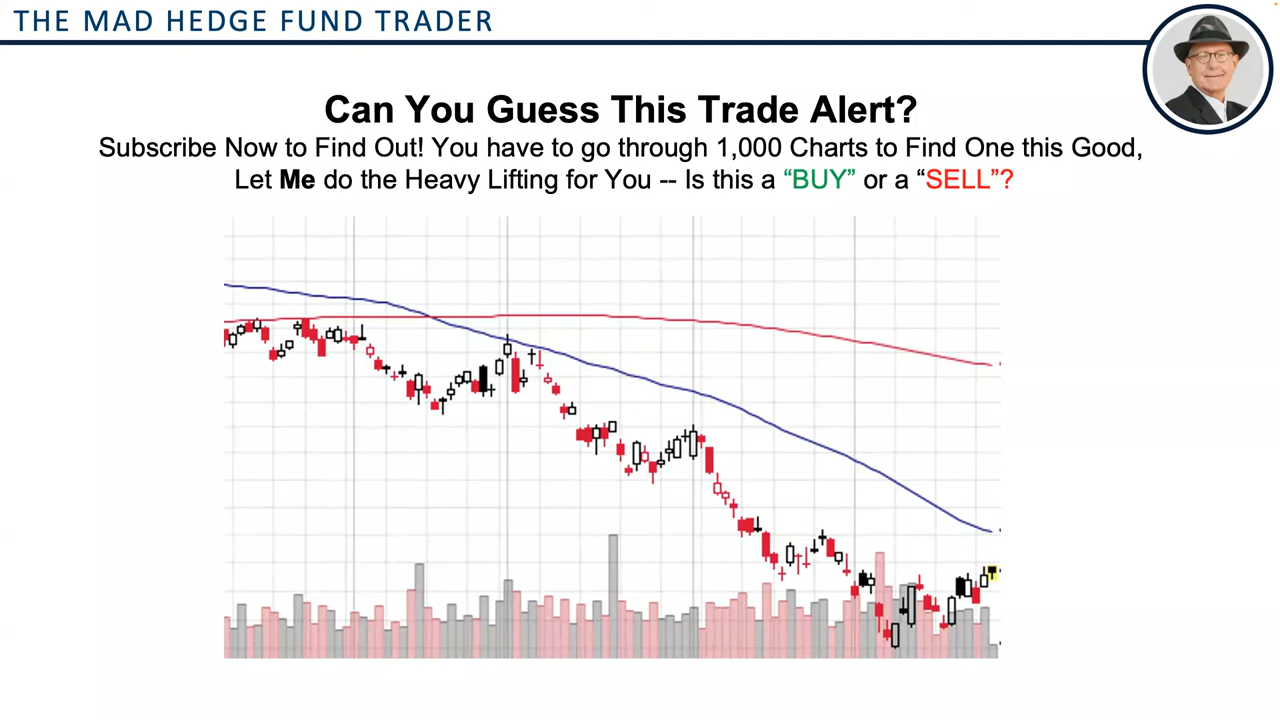 THE MAD HEDGE FUND TRADER
Can You Guess This Trade Alert?
Subscribe Now to Find Out! You have to go through 1,000 Charts to Find One this Good,
Let Me do the Heavy Lifting for You -- Is this a “BUY” or a “SELL”?